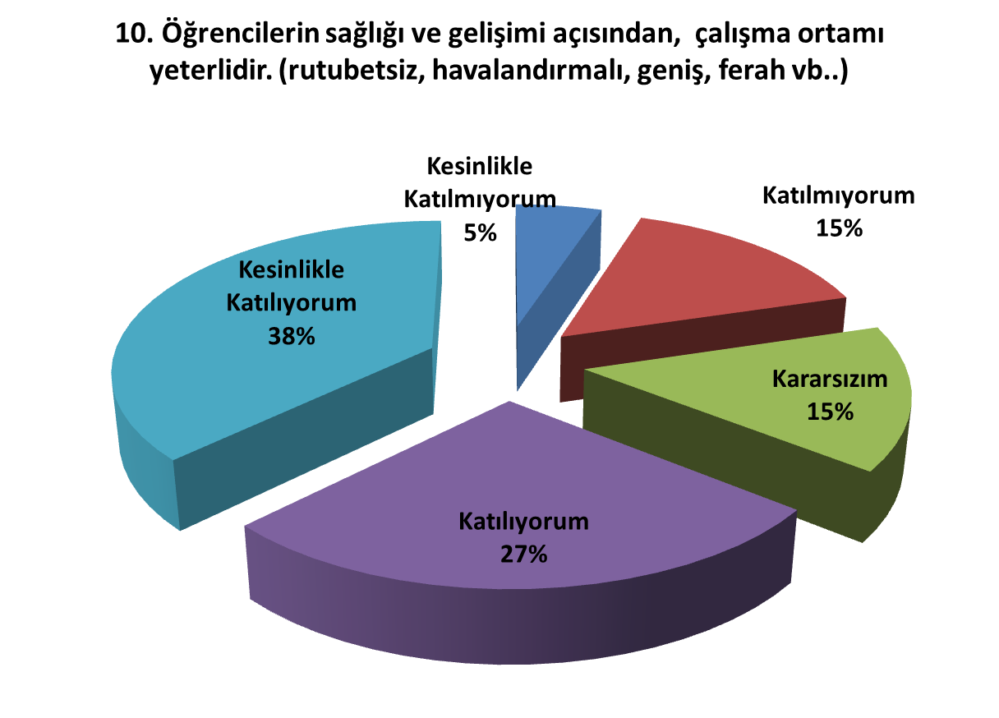 10. Öğrencilerin sağlığı ve gelişimi açısından,  çalışma ortamı
yeterlidir. (rutubetsiz, havalandırmalı, geniş, ferah vb..)
Kesinlikle
Katılmıyorum
5%
Katılmıyorum
15%
Kararsızım
15%
Katılıyorum
27%
Kesinlikle
Katılıyorum
38%